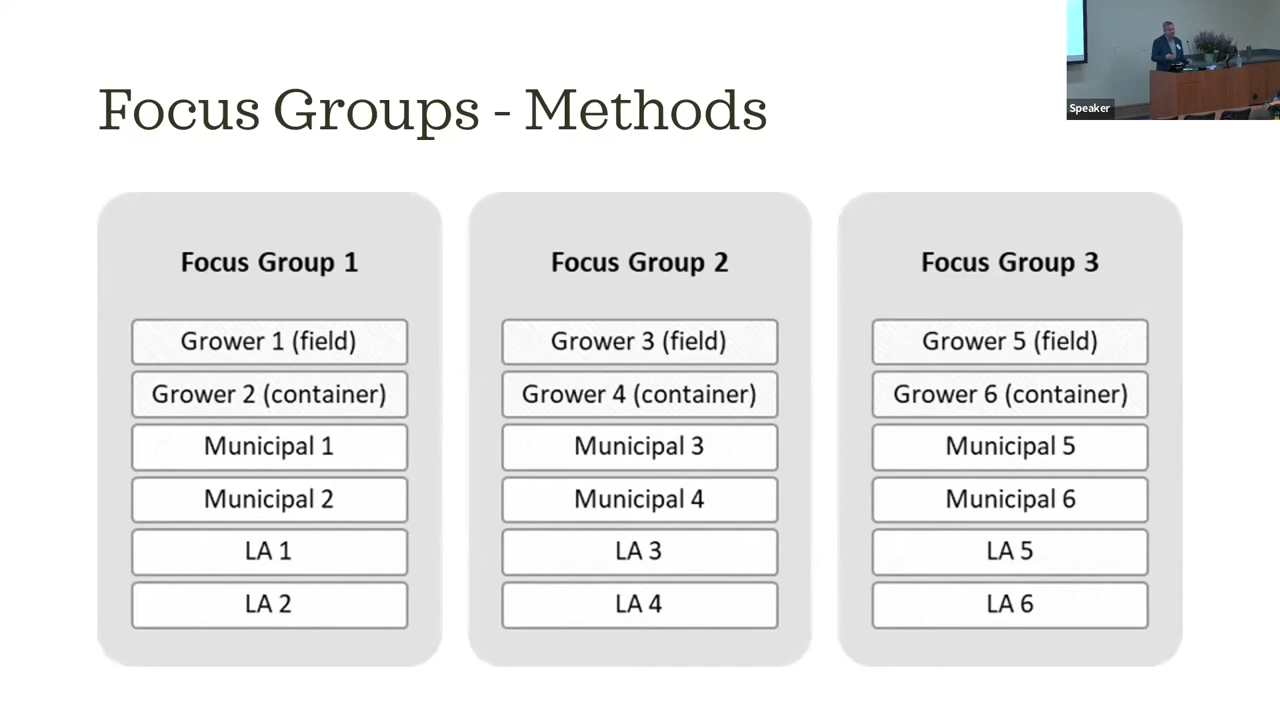 Focus Groups - Methods
Speaker
Focus Group 1
Grower 1 (field)
Grower 2 (container)
Municipal 1
Municipal 2
LA 1
LA 2
Focus Group 2
Grower 3 (field)
Grower 4 (container)
Municipal 3
Municipal 4
LA 3
LA 4
Focus Group 3
Grower 5 (field)
Grower 6 (container)
Municipal 5
Municipal 6
LA 5
LA 6